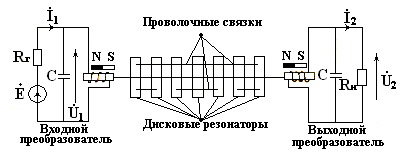 İ1
Проволочные связки
İ2
Rг
N S
N S
C
C
Rн
Ė
U̇1
U̇2
Входной
преобразователь
Дисковые резонаторы
Выходной
преобразователь